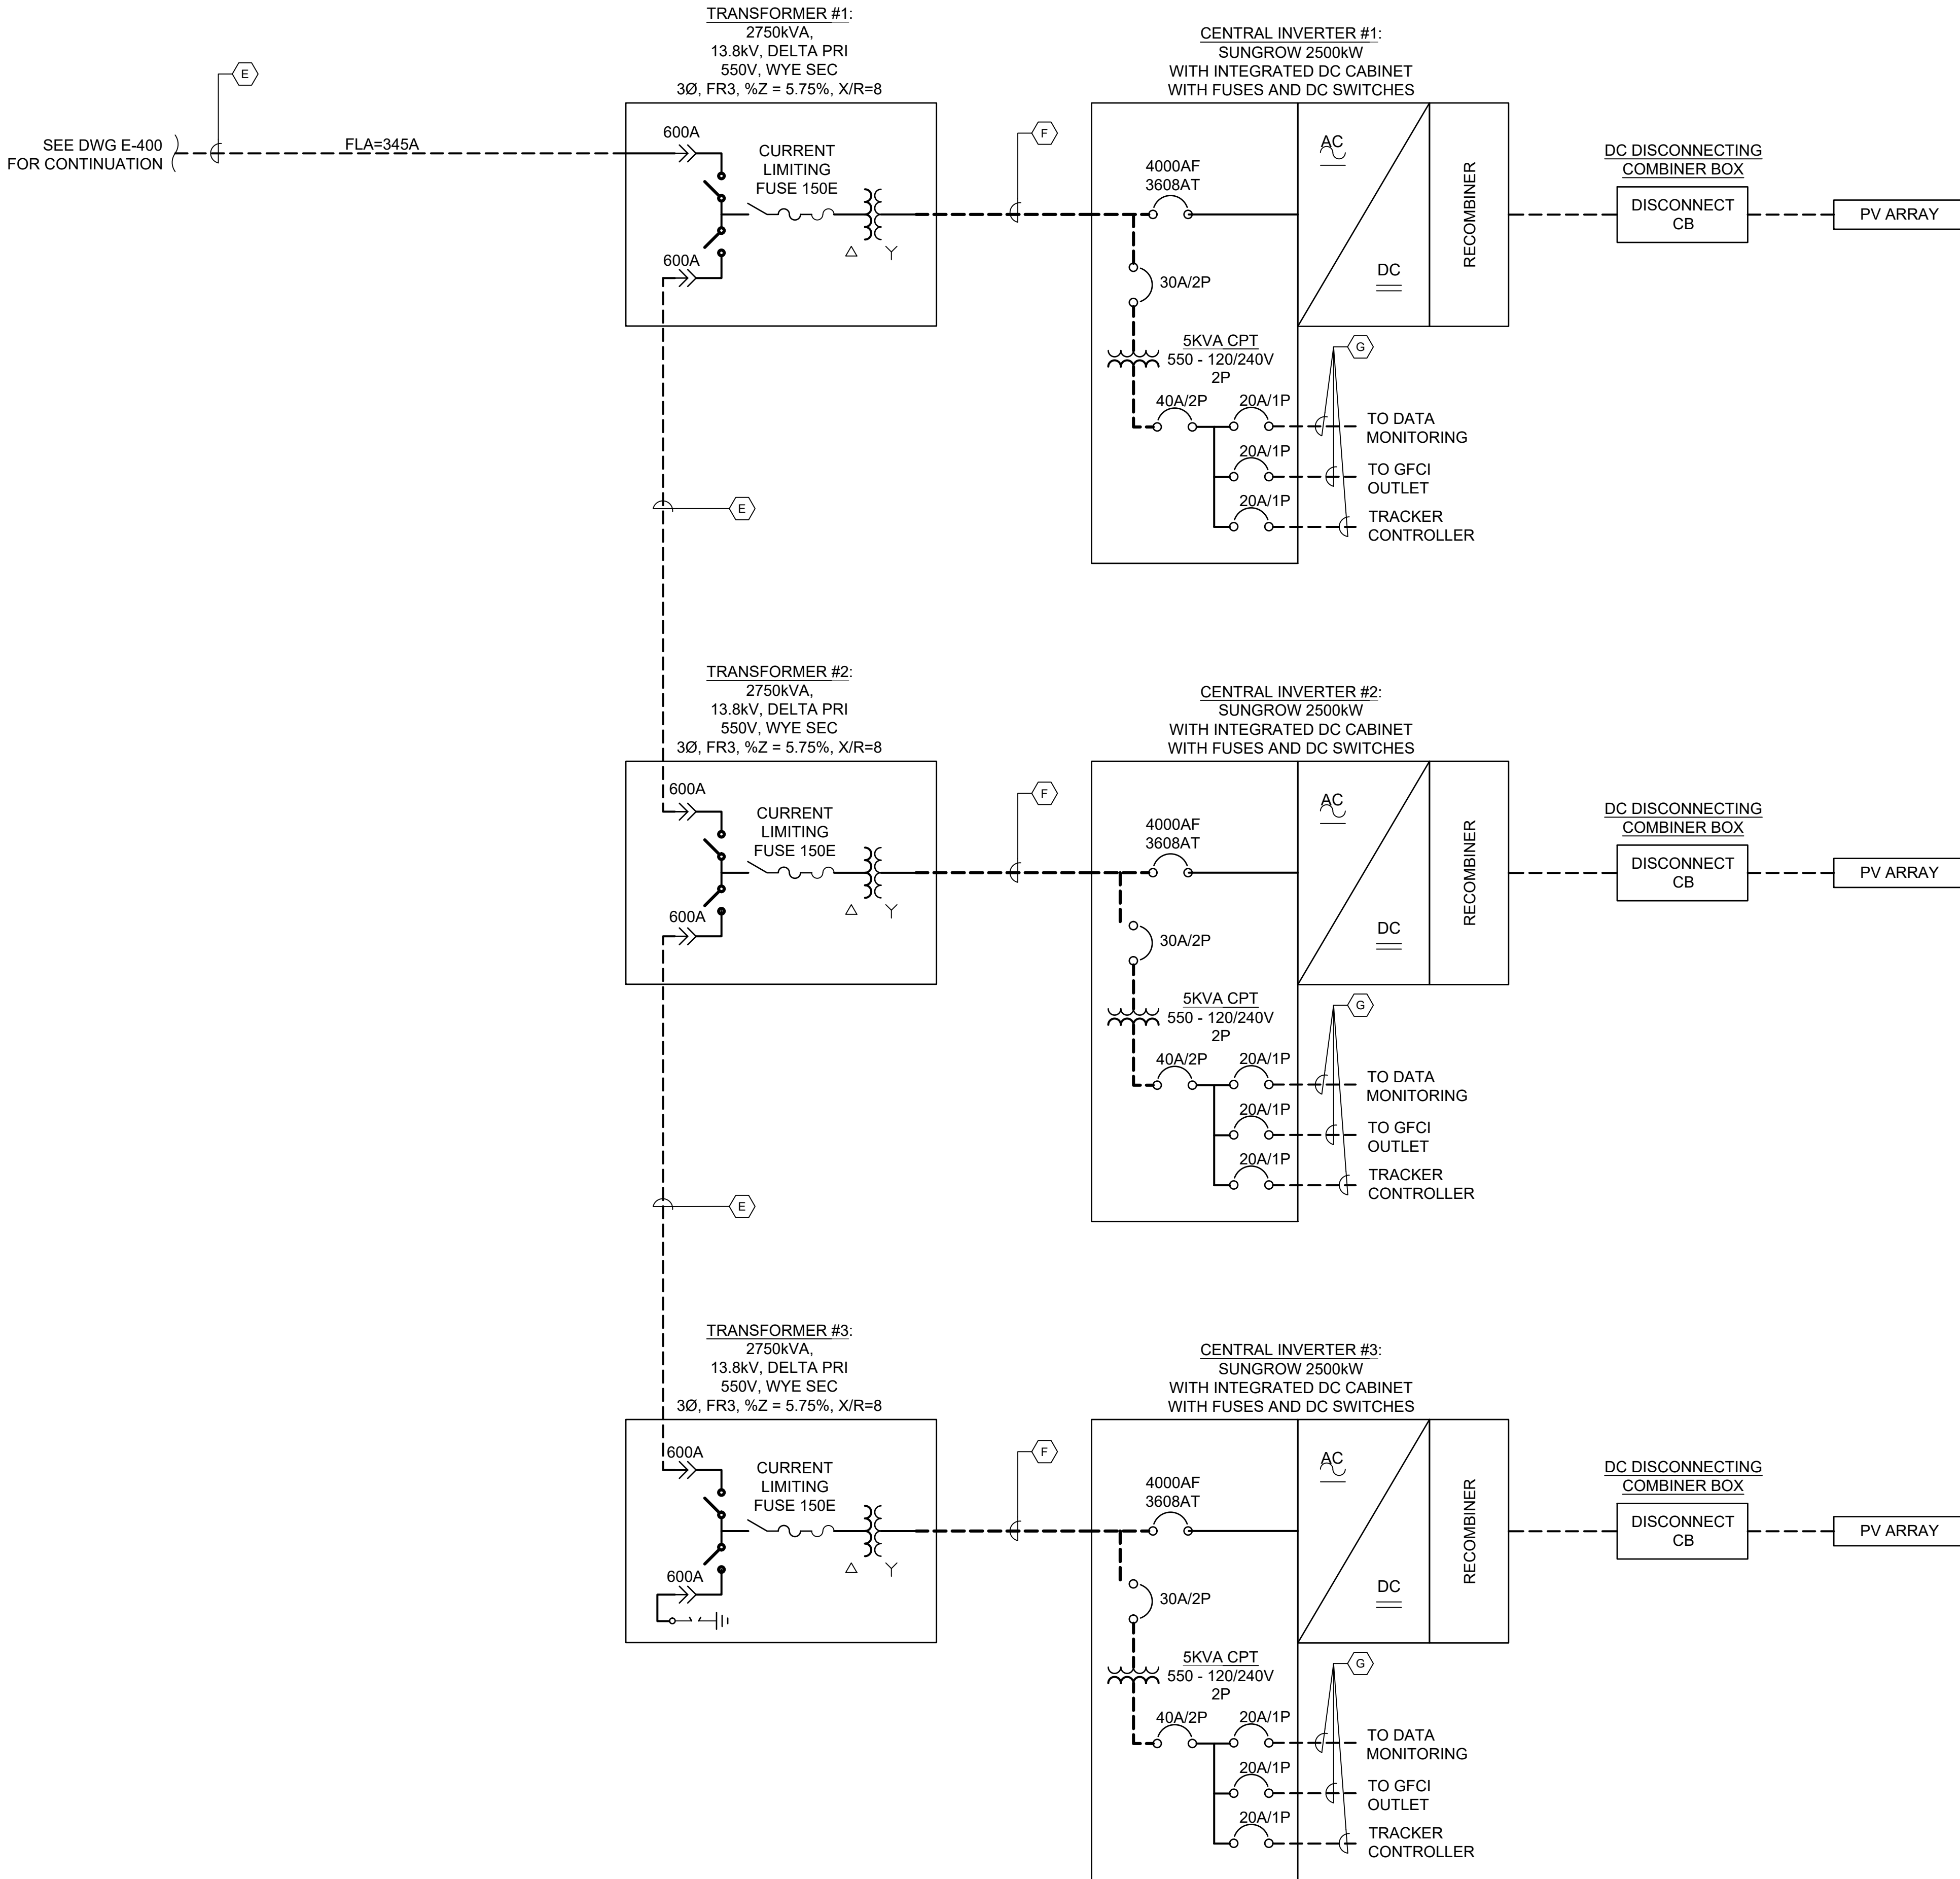 TRANSFORMER #1:
2750kVA,
13.8kV, DELTA PRI
550V, WYE SEC
3Ø, FR3, %Z = 5.75%, X/R=8
CENTRAL INVERTER #1:
SUNGROW 2500kW
WITH INTEGRATED DC CABINET
WITH FUSES AND DC SWITCHES
E
SEE DWG E-400
FOR CONTINUATION
FLA=345A
600A
CURRENT
LIMITING
FUSE 150E
600A
F
4000AF
3608AT
AC
DC
RECOMBINER
DC DISCONNECTING
COMBINER BOX
DISCONNECT
CB
PV ARRAY
30A/2P
5KVA CPT
550 - 120/240V
2P
G
40A/2P
20A/1P
TO DATA
MONITORING
20A/1P
TO GFCI
OUTLET
20A/1P
TRACKER
CONTROLLER
E
TRANSFORMER #2:
2750kVA,
13.8kV, DELTA PRI
550V, WYE SEC
3Ø, FR3, %Z = 5.75%, X/R=8
CENTRAL INVERTER #2:
SUNGROW 2500kW
WITH INTEGRATED DC CABINET
WITH FUSES AND DC SWITCHES
600A
CURRENT
LIMITING
FUSE 150E
600A
F
4000AF
3608AT
AC
DC
RECOMBINER
DC DISCONNECTING
COMBINER BOX
DISCONNECT
CB
PV ARRAY
30A/2P
5KVA CPT
550 - 120/240V
2P
G
40A/2P
20A/1P
TO DATA
MONITORING
20A/1P
TO GFCI
OUTLET
20A/1P
TRACKER
CONTROLLER
E
TRANSFORMER #3:
2750kVA,
13.8kV, DELTA PRI
550V, WYE SEC
3Ø, FR3, %Z = 5.75%, X/R=8
CENTRAL INVERTER #3:
SUNGROW 2500kW
WITH INTEGRATED DC CABINET
WITH FUSES AND DC SWITCHES
600A
CURRENT
LIMITING
FUSE 150E
600A
F
4000AF
3608AT
AC
DC
RECOMBINER
DC DISCONNECTING
COMBINER BOX
DISCONNECT
CB
PV ARRAY
30A/2P
5KVA CPT
550 - 120/240V
2P
G
40A/2P
20A/1P
TO DATA
MONITORING
20A/1P
TO GFCI
OUTLET
20A/1P
TRACKER
CONTROLLER